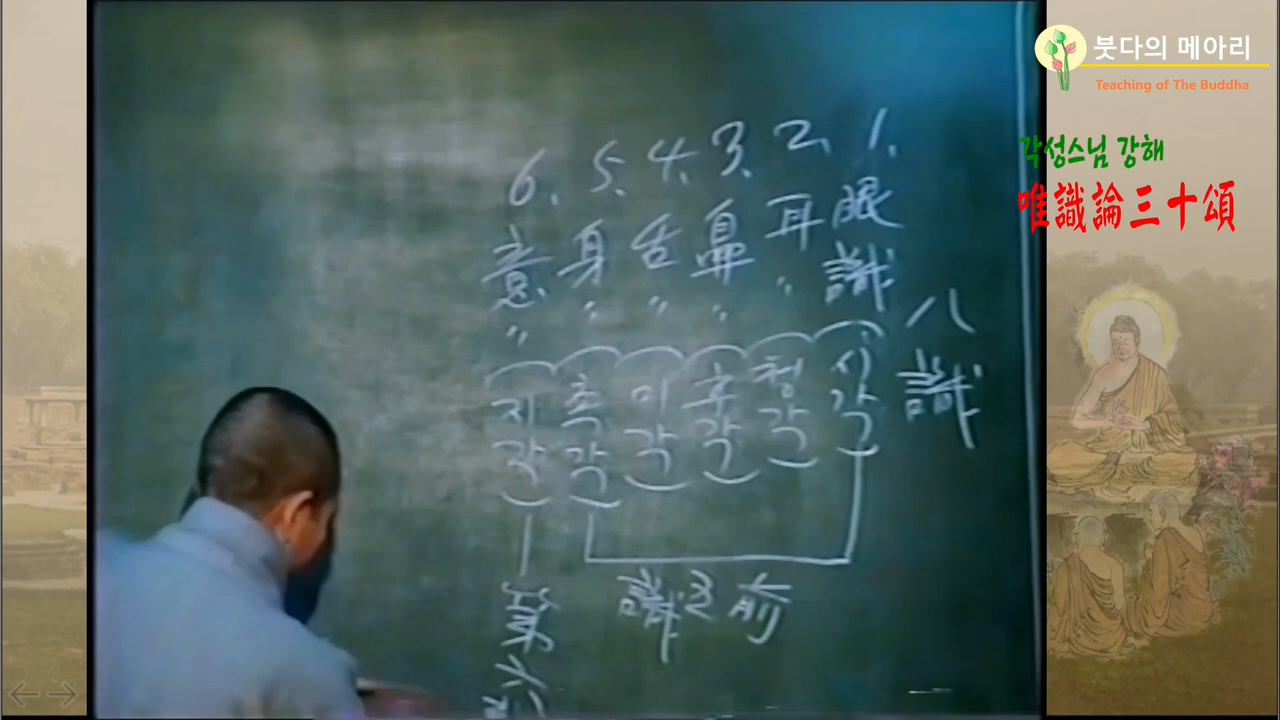 붓다의 메아리
Teaching of The Buddha
각성스님 강해
唯識論三十頌
八識
1. 眼識 (시각)
2. 耳 〃 (청각)
3. 鼻 〃 (후각)
4. 舌 〃 (미각)
5. 身 〃 (촉각)
6. 意 〃 (지각)
前五識
第六